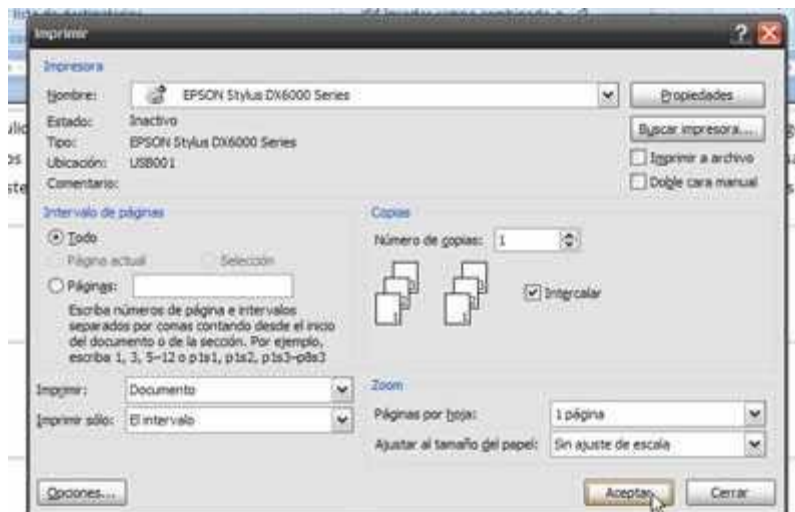 lista de destinatarios
Imprimir
Impresora
Nombre: EPSON Stylus DX6000 Series Propiedades
Estado: Inactivo Buscar impresora...
Tipo: EPSON Stylus DX6000 Series
Ubicación: USB001 Imprimir a archivo
Comentario: Doble cara manual
Intervalo de páginas Copias
Todo Número de copias: 1
Página actual Selección
Páginas: Intercalar
Escriba números de página e intervalos
separados por comas contando desde el inicio
del documento o de la sección. Por ejemplo,
escriba 1, 3, 5–12 o p1s1, p1s2, p1s3–p8s3
Imprimir: Documento Zoom
Imprimir sólo: El intervalo Páginas por hoja: 1 página
Ajustar al tamaño del papel: Sin ajuste de escala
Opciones... Aceptar Cerrar